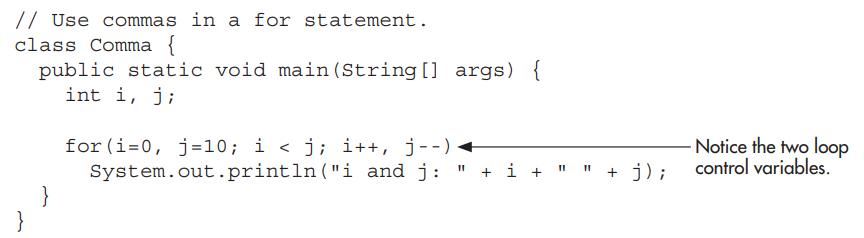 // Use commas in a for statement.
class Comma {
public static void main(String[] args) {
int i, j;
for(i=0, j=10; i < j; i++, j--)
Notice the two loop
control variables.
System.out.println("i and j: " + i + " " + j);
}
}